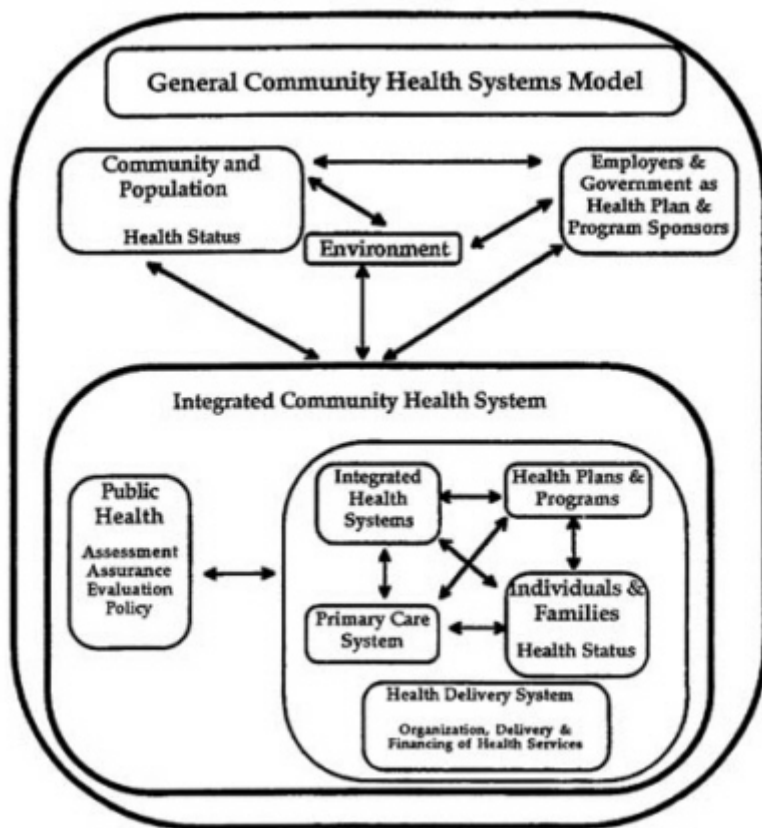 General Community Health Systems Model
Community and
Population
Health Status
Employers &
Government as
Health Plan &
Program Sponsors
Environment
Integrated Community Health System
Public
Health
Assessment
Assurance
Evaluation
Policy
Integrated
Health
Systems
Health Plans &
Programs
Primary Care
System
Individuals &
Families
Health Status
Health Delivery System
Organization, Delivery &
Financing of Health Services